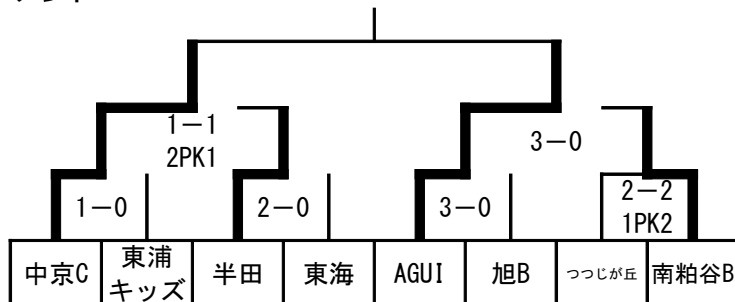 1－1
2PK1
3－0
1－0
2－0
3－0
2－2
1PK2
中京C
東浦
キッズ
半田
東海
AGUI
旭B
つつじが丘
南粕谷B